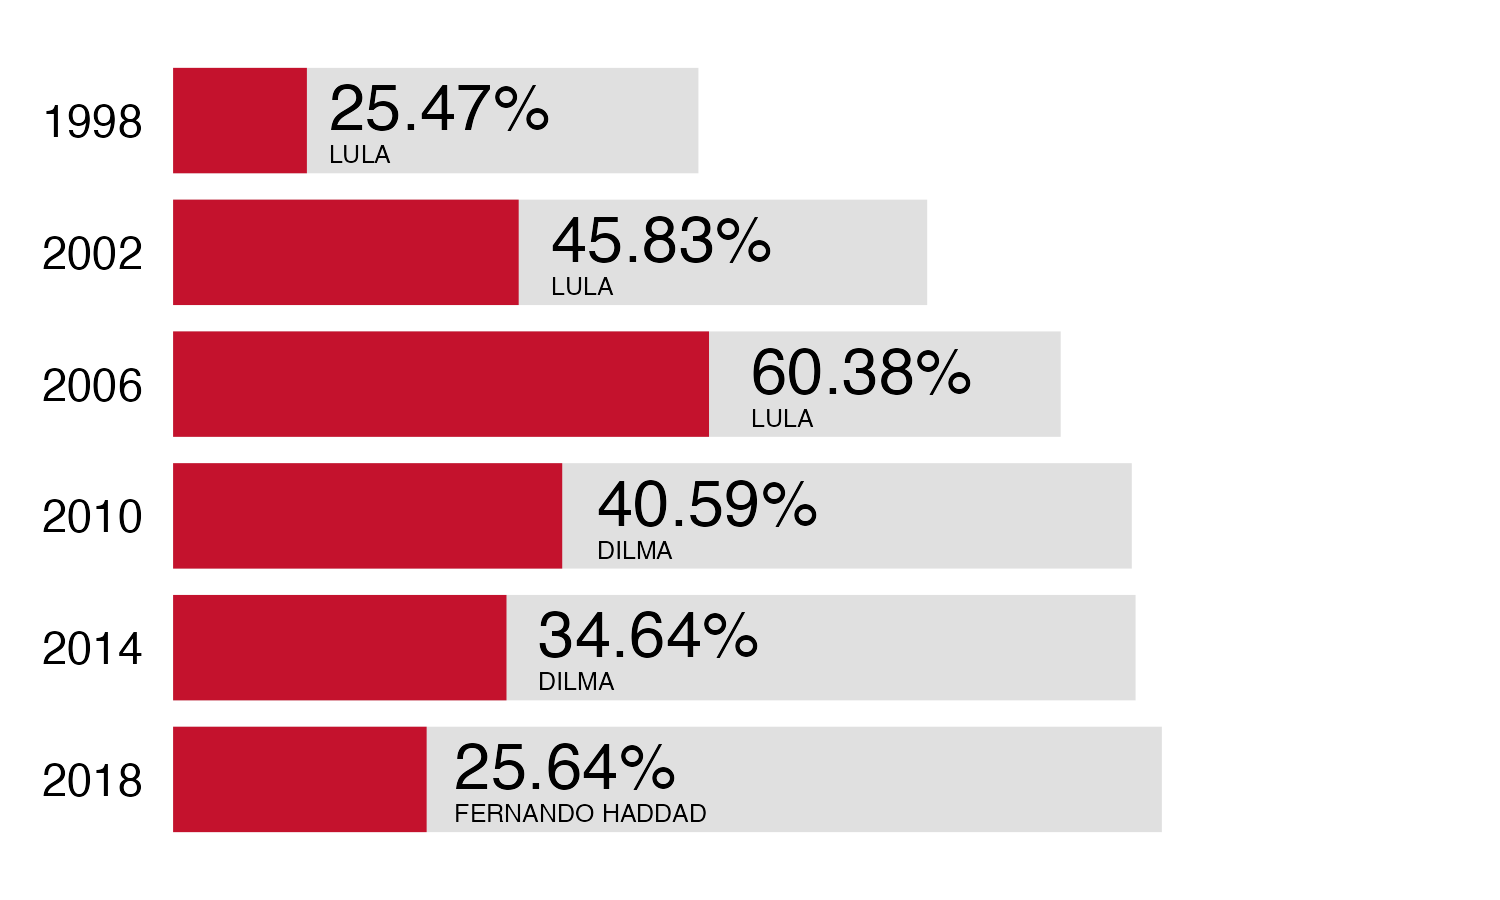 1998
25.47%
LULA
2002
45.83%
LULA
2006
60.38%
LULA
2010
40.59%
DILMA
2014
34.64%
DILMA
2018
25.64%
FERNANDO HADDAD